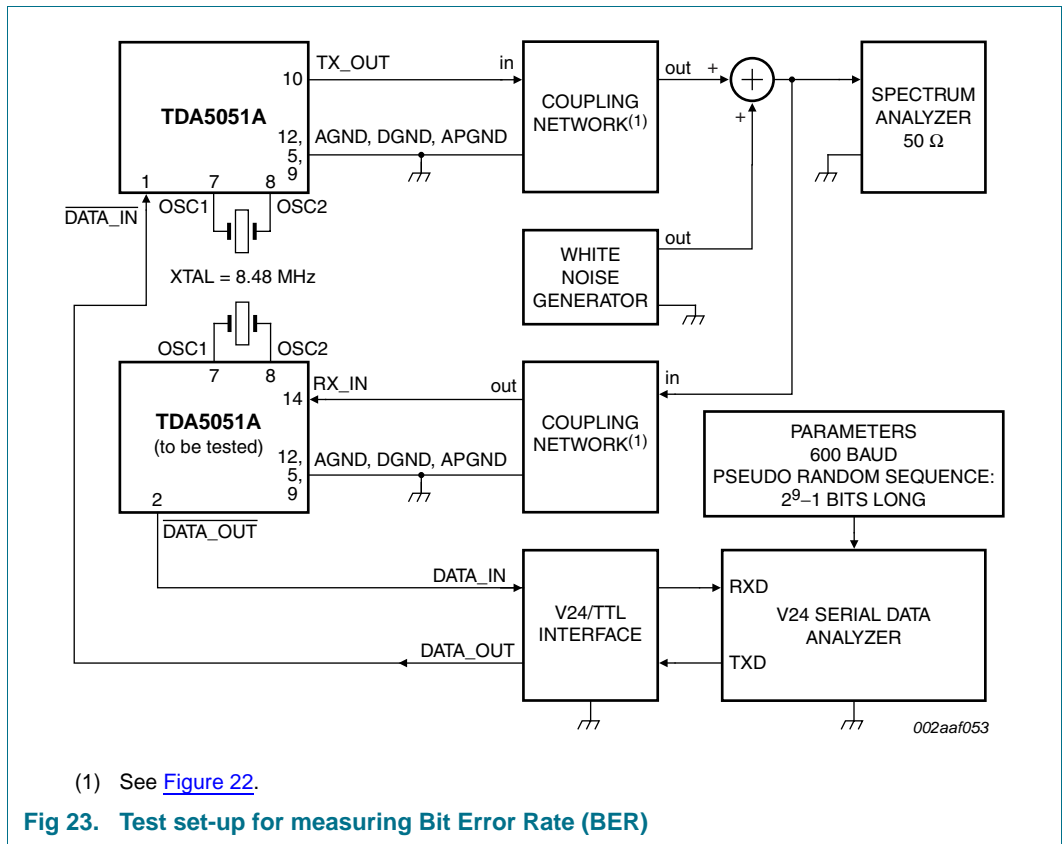 TX_OUT
in
10
TDA5051A
COUPLING
NETWORK(1)
out
+
+
+
SPECTRUM
ANALYZER
50 Ω
12,
5,
9
AGND, DGND, APGND
1
7
8
DATA_IN
OSC1
OSC2
XTAL = 8.48 MHz
WHITE
NOISE
GENERATOR
out
OSC1
OSC2
7
8
RX_IN
14
out
in
TDA5051A
(to be tested)
COUPLING
NETWORK(1)
12,
5,
9
AGND, DGND, APGND
2
DATA_OUT
PARAMETERS
600 BAUD
PSEUDO RANDOM SEQUENCE:
2⁹−1 BITS LONG
DATA_IN
DATA_OUT
V24/TTL
INTERFACE
RXD
V24 SERIAL DATA
ANALYZER
TXD
002aaf053
(1) See Figure 22.
Fig 23. Test set-up for measuring Bit Error Rate (BER)